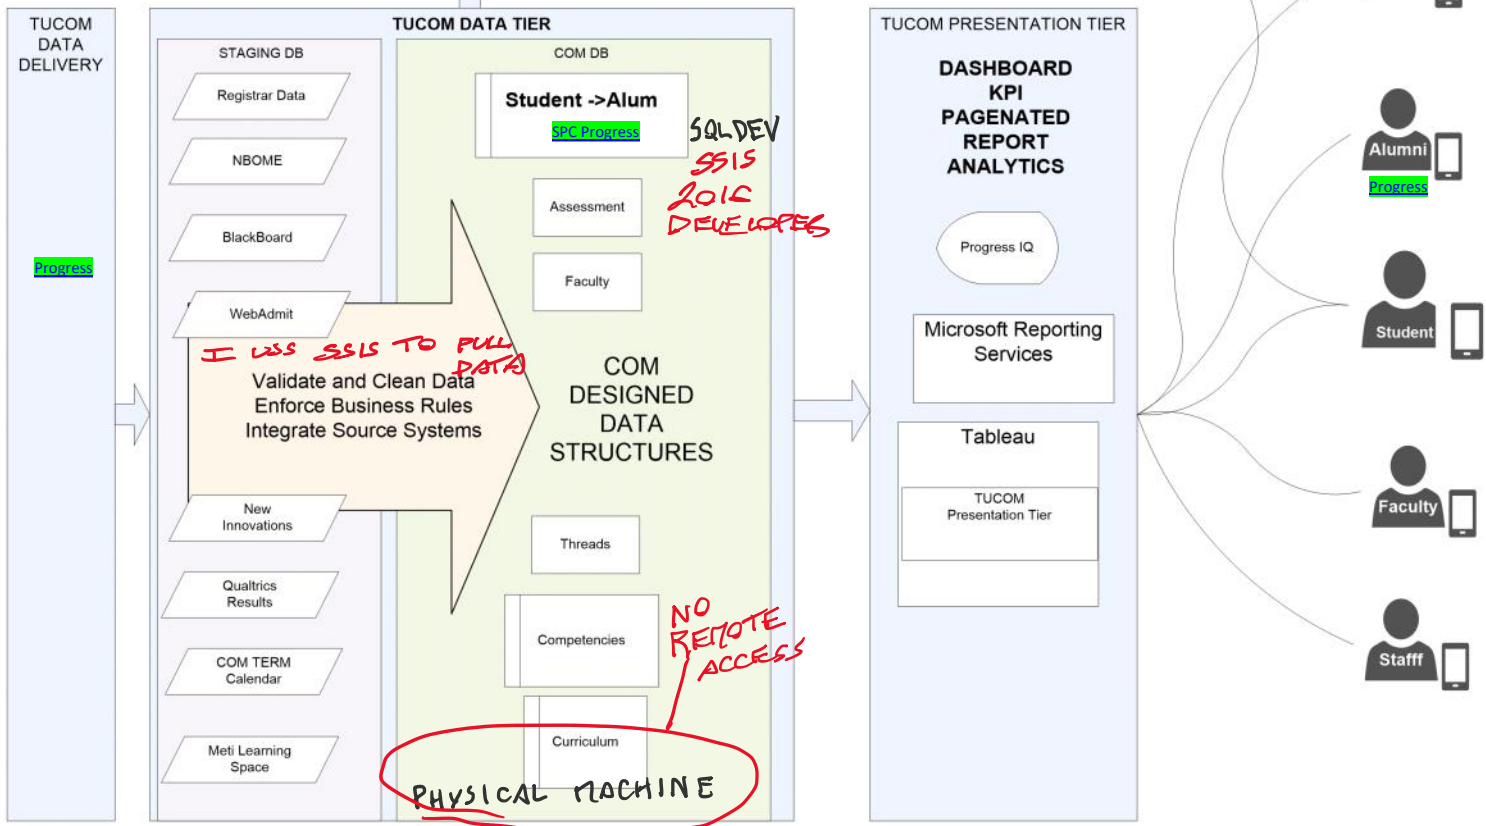 TUCOM
DATA
DELIVERY
Progress
TUCOM DATA TIER
STAGING DB
Registrar Data
NBOME
BlackBoard
WebAdmit
I USS SSIS TO PULL
DATA
Validate and Clean Data
Enforce Business Rules
Integrate Source Systems
New
Innovations
Qualtrics
Results
COM TERM
Calendar
Meti Learning
Space
COM DB
Student ->Alum
SPC Progress
SQLDEV
SSIS
2016
DEVELOPER
Assessment
Faculty
COM
DESIGNED
DATA
STRUCTURES
Threads
Competencies
NO
REMOTE
ACCESS
Curriculum
PHYSICAL MACHINE
TUCOM PRESENTATION TIER
DASHBOARD
KPI
PAGENATED
REPORT
ANALYTICS
Progress IQ
Microsoft Reporting
Services
Tableau
TUCOM
Presentation Tier
Alumni
Progress
Student
Faculty
Stafff